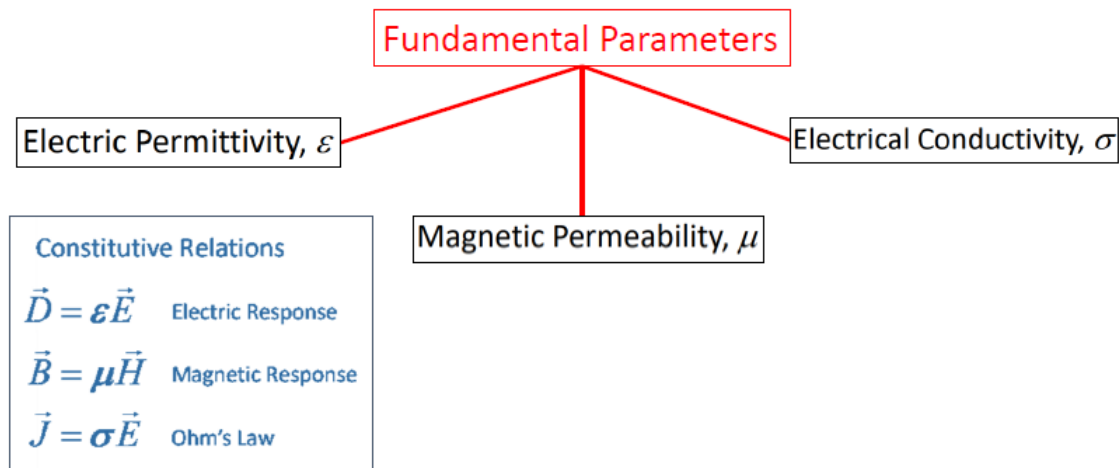 Fundamental Parameters
Electric Permittivity, ε
Electrical Conductivity, σ
Magnetic Permeability, μ
Constitutive Relations
D⃗ = εE⃗ Electric Response
B⃗ = μH⃗ Magnetic Response
J⃗ = σE⃗ Ohm's Law